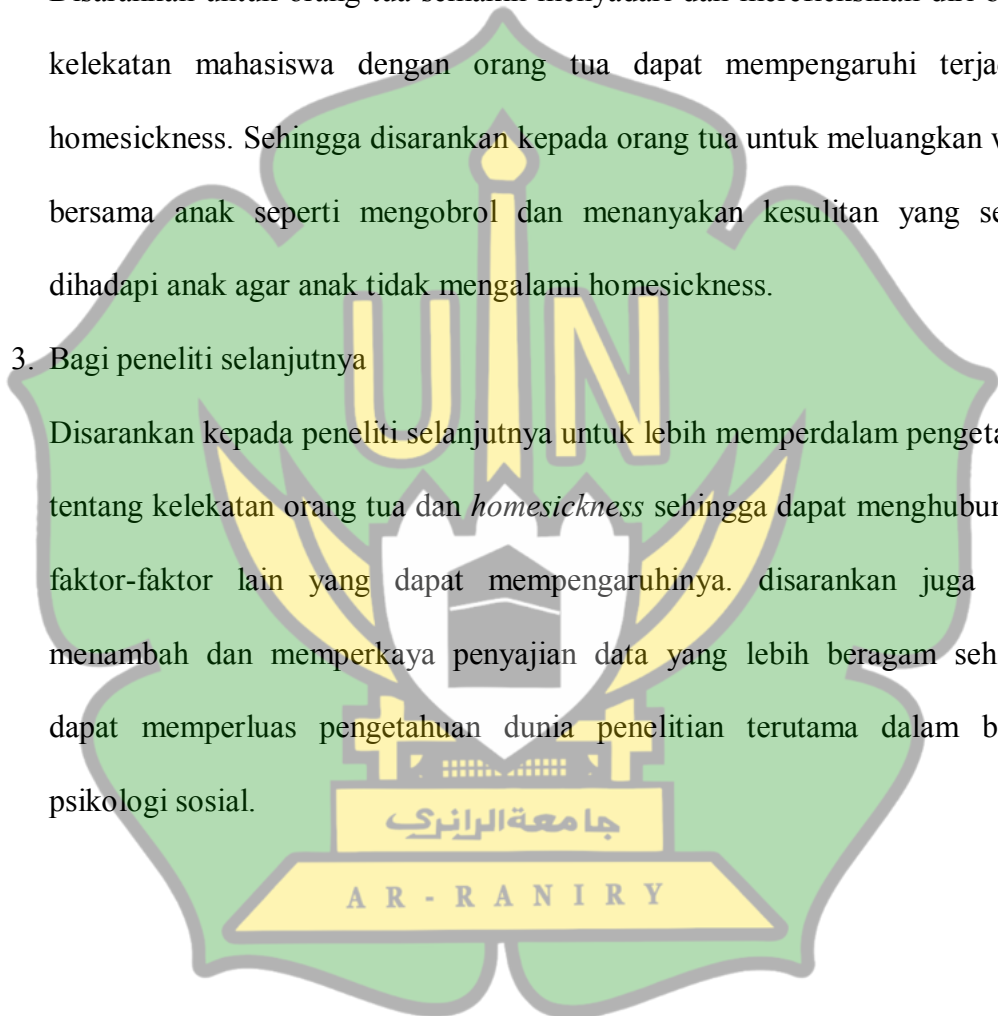 kelekatan mahasiswa dengan orang tua dapat mempengaruhi
homesickness. Sehingga disarankan kepada orang tua untuk meluangkan
bersama anak seperti mengobrol dan menanyakan kesulitan yang
dihadapi anak agar anak tidak mengalami homesickness.
3. Bagi peneliti selanjutnya
Disarankan kepada peneliti selanjutnya untuk lebih memperdalam
tentang kelekatan orang tua dan homesickness sehingga dapat
faktor-faktor lain yang dapat mempengaruhinya. disarankan juga
menambah dan memperkaya penyajian data yang lebih beragam
dapat memperluas pengetahuan dunia penelitian terutama dalam
psikologi sosial.
UIN
جامعة الرانري
AR-RANIRY